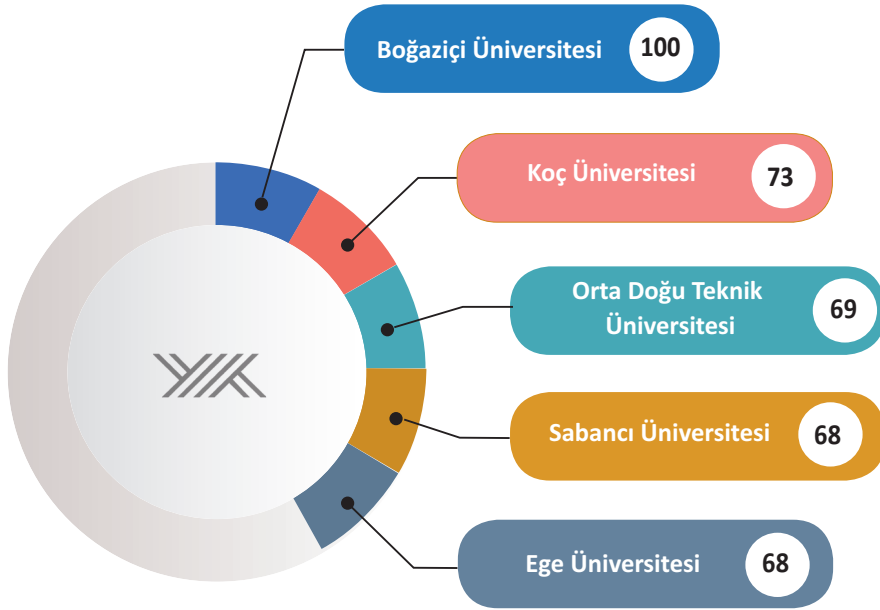 Boğaziçi Üniversitesi 100
Koç Üniversitesi 73
Orta Doğu Teknik
Üniversitesi 69
Sabancı Üniversitesi 68
Ege Üniversitesi 68